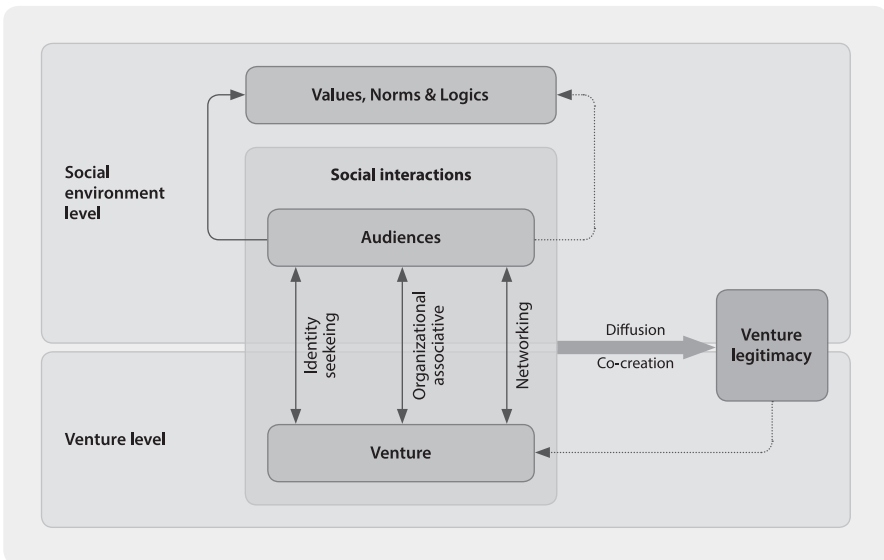 Values, Norms & Logics
Social
environment
level
Social interactions
Audiences
Identity
seekeing
Organizational
associative
Networking
Diffusion
Co-creation
Venture
legitimacy
Venture level
Venture